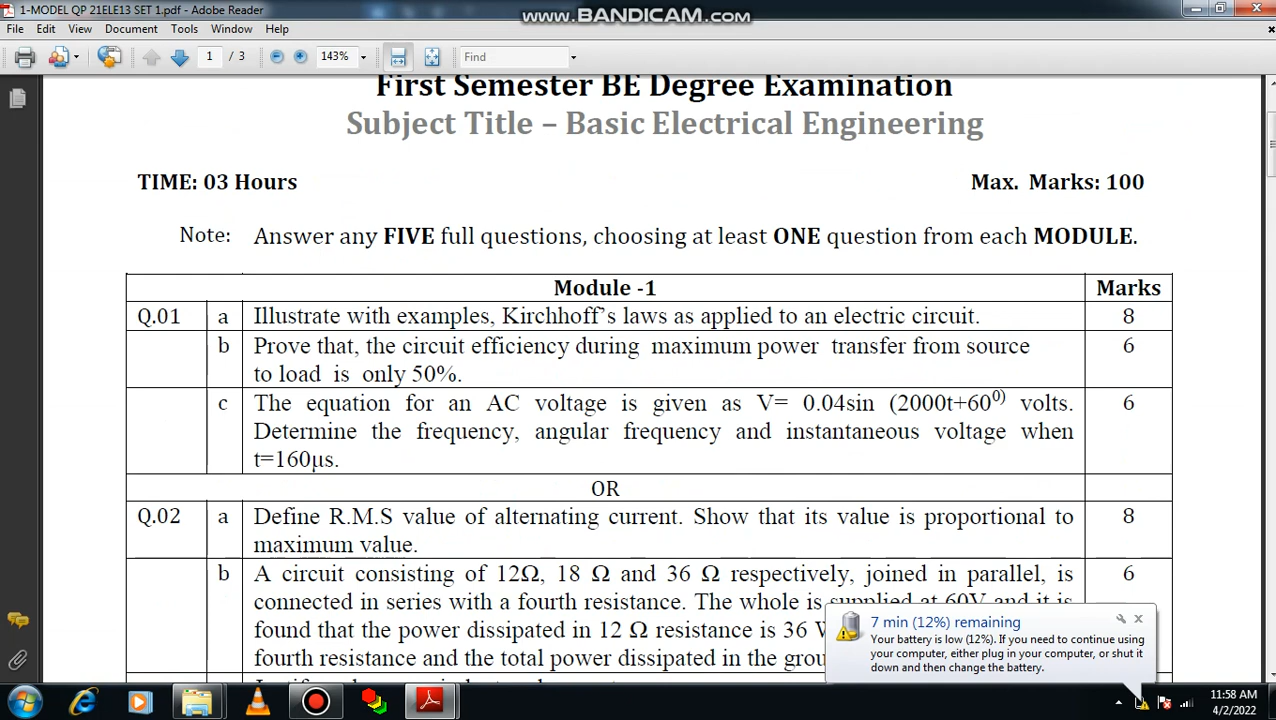 1-MODEL QP 21ELE13 SET 1.pdf - Adobe Reader
www.BANDICAM.com
File Edit View Document Tools Window Help
1 / 3 143% Find
First Semester BE Degree Examination
Subject Title – Basic Electrical Engineering
TIME: 03 Hours Max. Marks: 100
Note: Answer any FIVE full questions, choosing at least ONE question from each MODULE.
Module -1 Marks
Q.01 a Illustrate with examples, Kirchhoff's laws as applied to an electric circuit. 8
b Prove that, the circuit efficiency during maximum power transfer from source 6
to load is only 50%.
c The equation for an AC voltage is given as V= 0.04sin (2000t+60⁰⁾ volts. 6
Determine the frequency, angular frequency and instantaneous voltage when
t=160µs.
OR
Q.02 a Define R.M.S value of alternating current. Show that its value is proportional to 8
maximum value.
b A circuit consisting of 12Ω, 18 Ω and 36 Ω respectively, joined in parallel, is 6
connected in series with a fourth resistance. The whole is supplied at 60V and it is
found that the power dissipated in 12 Ω resistance is 36
fourth resistance and the total power dissipated in the
7 min (12%) remaining
Your battery is low (12%). If you need to continue using
your computer, either plug in your computer, or shut it
down and then change the battery.
11:58 AM
4/2/2022